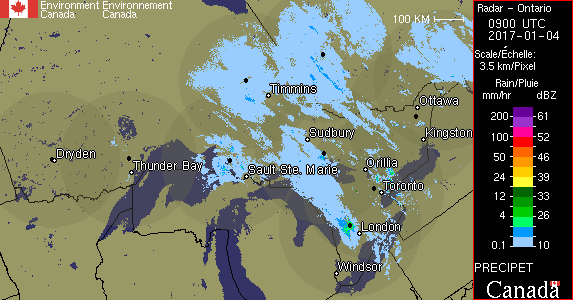 Environment Environnement
Canada Canada
100 KM
Timmins
Ottawa
Sudbury
Kingston
Dryden
Thunder Bay
Sault Ste. Marie
Orillia
Toronto
London
Windsor
Radar - Ontario
0900 UTC
2017-01-04
Scale/Échelle:
3.5 km/Pixel
Rain/Pluie
mm/hr dBZ
200 61
100 52
50 46
24 39
12 33
4 26
0.1 10
PRECIPET
Canada